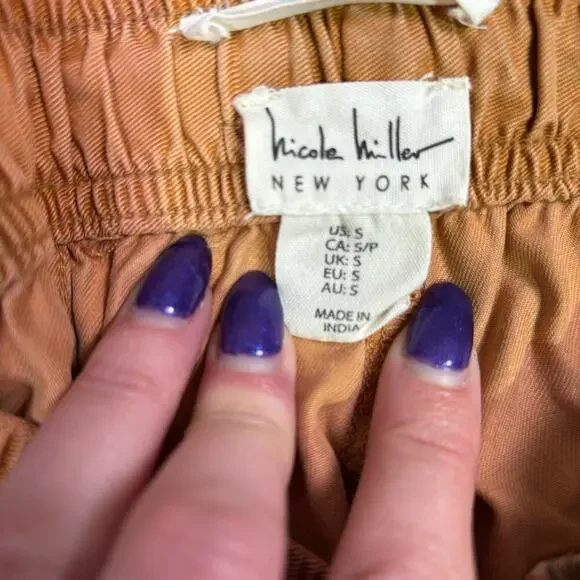 nicole miller
NEW YORK
US: S
CA: S/P
UK: S
EU: S
AU: S
MADE IN
INDIA